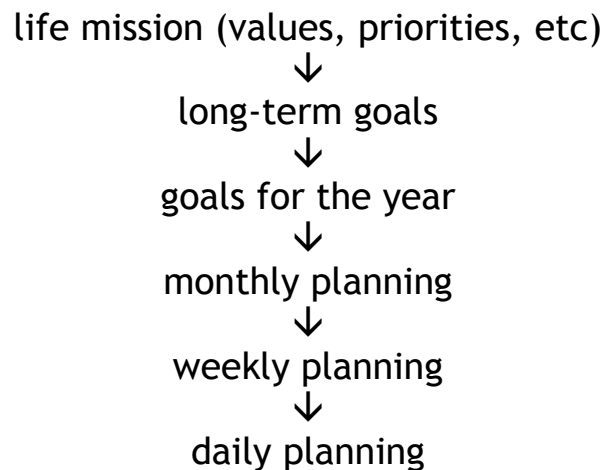 life mission (values, priorities, etc)
↓
long-term goals
↓
goals for the year
↓
monthly planning
↓
weekly planning
↓
daily planning